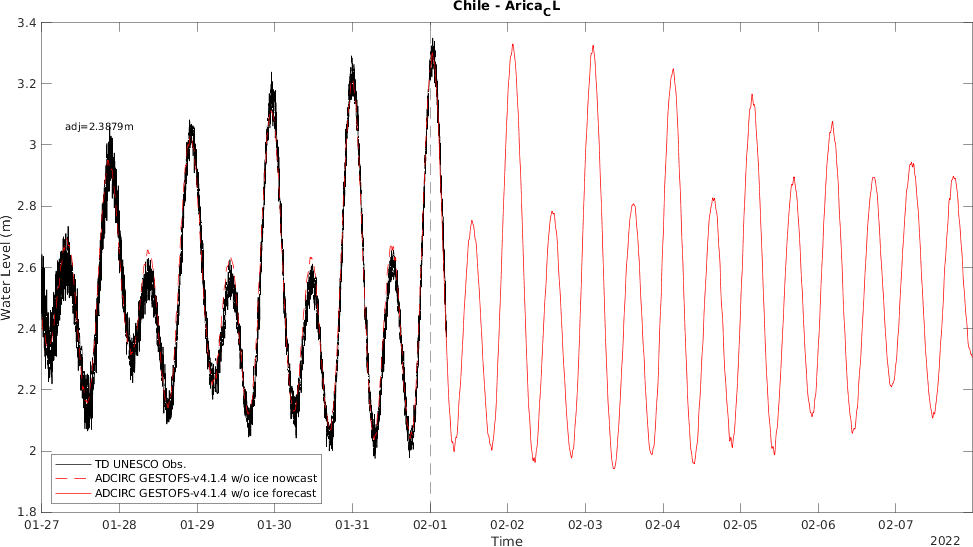 Chile - AricaCL
3.4
3.2
3
2.8
2.6
2.4
2.2
2
1.8
Water Level (m)
adj=2.3879m
TD UNESCO Obs.
ADCIRC GESTOFS-v4.1.4 w/o ice nowcast
ADCIRC GESTOFS-v4.1.4 w/o ice forecast
01-27 01-28 01-29 01-30 01-31 02-01 02-02 02-03 02-04 02-05 02-06 02-07
Time
2022